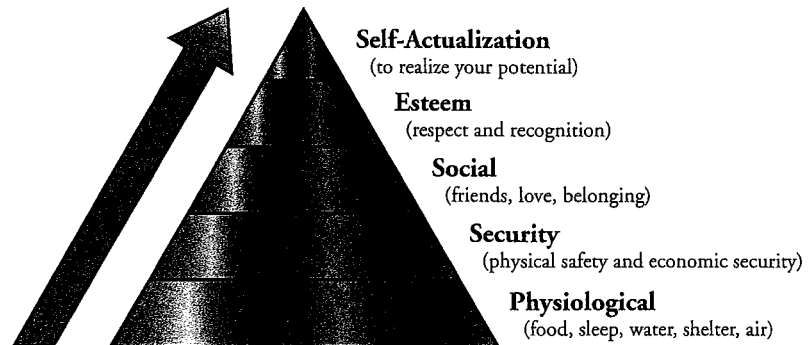 Self-Actualization
(to realize your potential)
Esteem
(respect and recognition)
Social
(friends, love, belonging)
Security
(physical safety and economic security)
Physiological
(food, sleep, water, shelter, air)